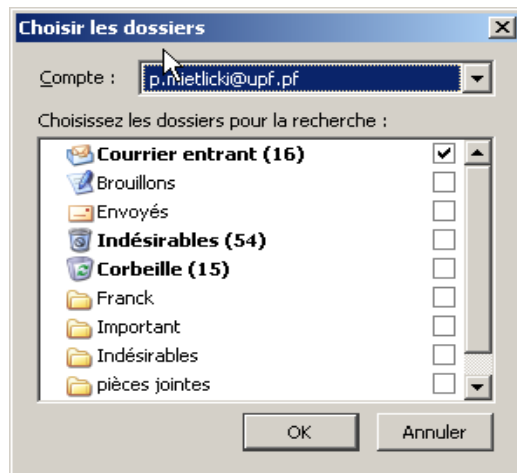 Choisir les dossiers
Compte : p.mietlicki@upf.pf
Choisissez les dossiers pour la recherche :
Courrier entrant (16)
Brouillons
Envoyés
Indésirables (54)
Corbeille (15)
Franck
Important
Indésirables
pièces jointes
OK Annuler